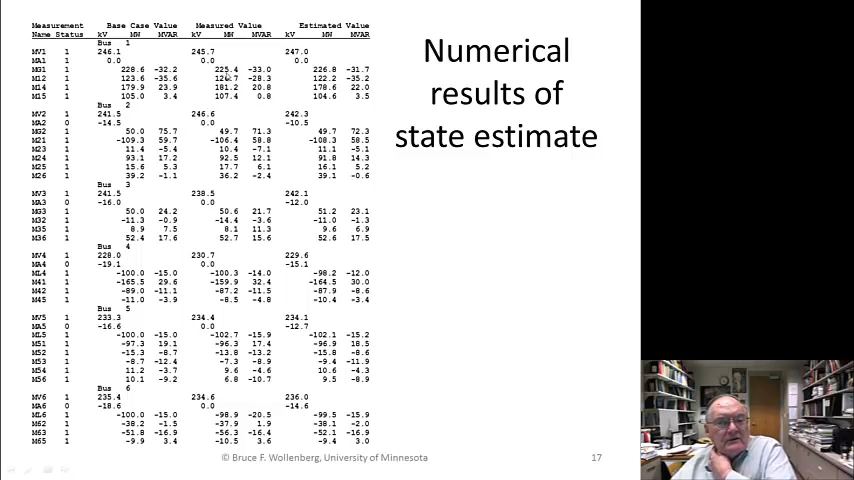 Measurement Base Case Value Measured Value Estimated Value
Name Status kV MW MVAR kV MW MVAR kV MW MVAR
Bus 1
MV1 1 246.1 245.7 247.0
MA1 1 0.0 0.0 0.0
MG1 1 228.6 -32.2 225.4 -33.0 226.8 -31.7
M12 1 123.6 -35.6 120.7 -28.3 122.2 -35.2
M14 1 179.9 23.9 181.2 20.8 178.6 22.0
M15 1 105.0 3.4 107.4 0.8 104.6 3.5
Bus 2
MV2 1 241.5 246.6 242.3
MA2 0 -14.5 0.0 -10.5
MG2 1 50.0 75.7 49.7 71.3 49.7 72.3
M21 1 -109.3 59.7 -106.4 58.8 -108.3 58.5
M23 1 11.4 -5.4 10.4 -7.1 11.1 -5.1
M24 1 93.1 17.2 92.5 12.1 91.8 14.3
M25 1 15.6 5.3 17.7 6.1 16.1 5.2
M26 1 39.2 -1.1 36.2 -2.4 39.1 -0.6
Bus 3
MV3 1 241.5 238.5 242.1
MA3 0 -16.0 0.0 -12.0
MG3 1 50.0 24.2 50.6 21.7 51.2 23.1
M32 1 -11.3 -0.9 -14.4 -3.6 -11.0 -1.3
M35 1 8.9 7.5 8.1 11.3 9.6 6.9
M36 1 52.4 17.6 52.7 15.6 52.6 17.5
Bus 4
MV4 1 228.0 230.7 229.6
MA4 0 -19.1 0.0 -15.1
ML4 1 -100.0 -15.0 -100.3 -14.0 -98.2 -12.0
M41 1 -165.5 29.6 -159.9 32.4 -164.5 30.0
M42 1 -89.0 -11.1 -87.2 -11.5 -87.9 -8.6
M45 1 -11.0 -3.9 -8.5 -4.8 -10.4 -3.4
Bus 5
MV5 1 233.3 234.4 234.1
MA5 0 -16.6 0.0 -12.7
ML5 1 -100.0 -15.0 -102.7 -15.9 -102.1 -15.2
M51 1 -97.3 19.1 -96.3 17.4 -96.9 18.5
M52 1 -15.3 -8.7 -13.8 -13.2 -15.8 -8.6
M53 1 -8.7 -12.4 -7.3 -8.9 -9.4 -11.9
M54 1 11.2 -3.7 9.6 -4.6 10.6 -4.3
M56 1 10.1 -9.2 6.8 -10.7 9.5 -8.9
Bus 6
MV6 1 235.4 234.6 236.0
MA6 0 -18.6 0.0 -14.6
ML6 1 -100.0 -15.0 -98.9 -20.5 -99.5 -15.9
M62 1 -38.2 -1.5 -37.9 1.9 -38.1 -2.0
M63 1 -51.8 -16.9 -56.3 -16.4 -52.1 -16.9
M65 1 -9.9 3.4 -10.5 3.6 -9.4 3.0
Numerical
results of
state estimate
© Bruce F. Wollenberg, University of Minnesota 17